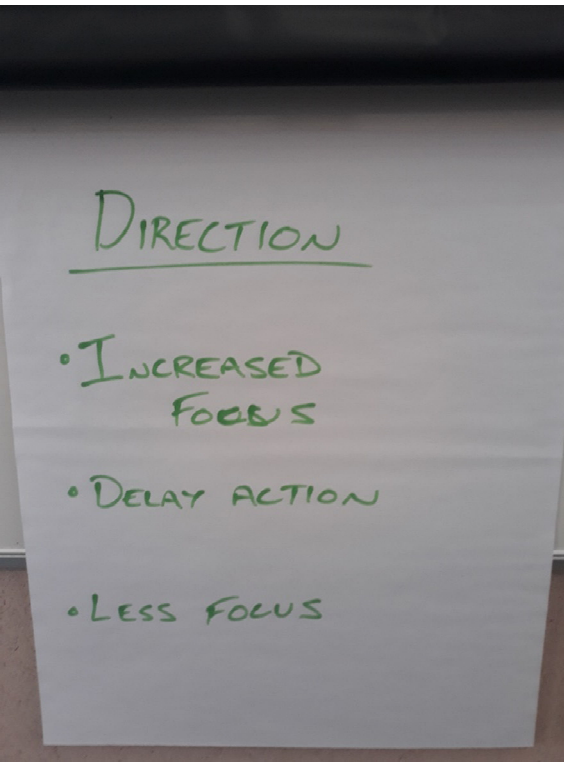 DIRECTION
• INCREASED
FOCUS
• DELAY ACTION
• LESS FOCUS